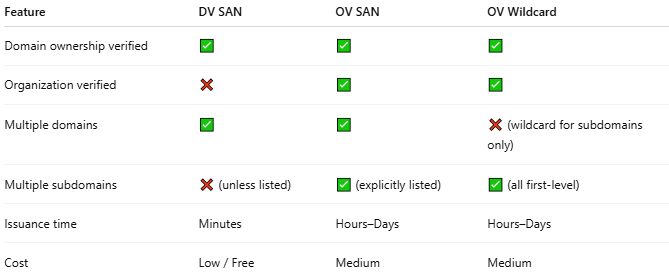 Feature DV SAN OV SAN OV Wildcard
Domain ownership verified ✅ ✅ ✅
Organization verified ❌ ✅ ✅
Multiple domains ✅ ✅ ❌ (wildcard for subdomains
only)
Multiple subdomains ❌ (unless listed) ✅ (explicitly listed) ✅ (all first-level)
Issuance time Minutes Hours–Days Hours–Days
Cost Low / Free Medium Medium